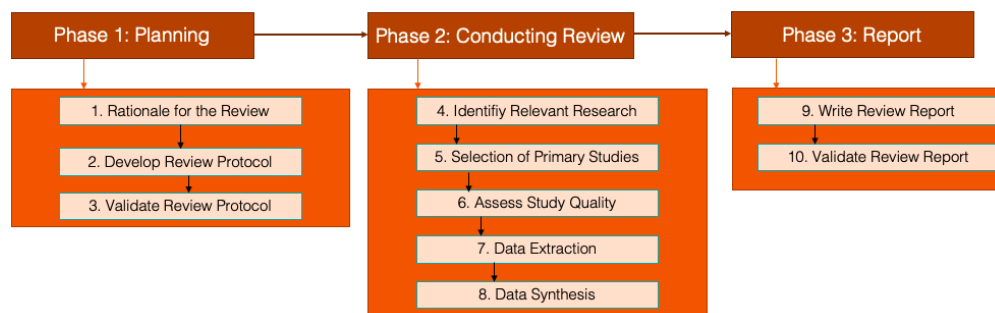 Phase 1: Planning
1. Rationale for the Review
2. Develop Review Protocol
3. Validate Review Protocol
Phase 2: Conducting Review
4. Identifiy Relevant Research
5. Selection of Primary Studies
6. Assess Study Quality
7. Data Extraction
8. Data Synthesis
Phase 3: Report
9. Write Review Report
10. Validate Review Report